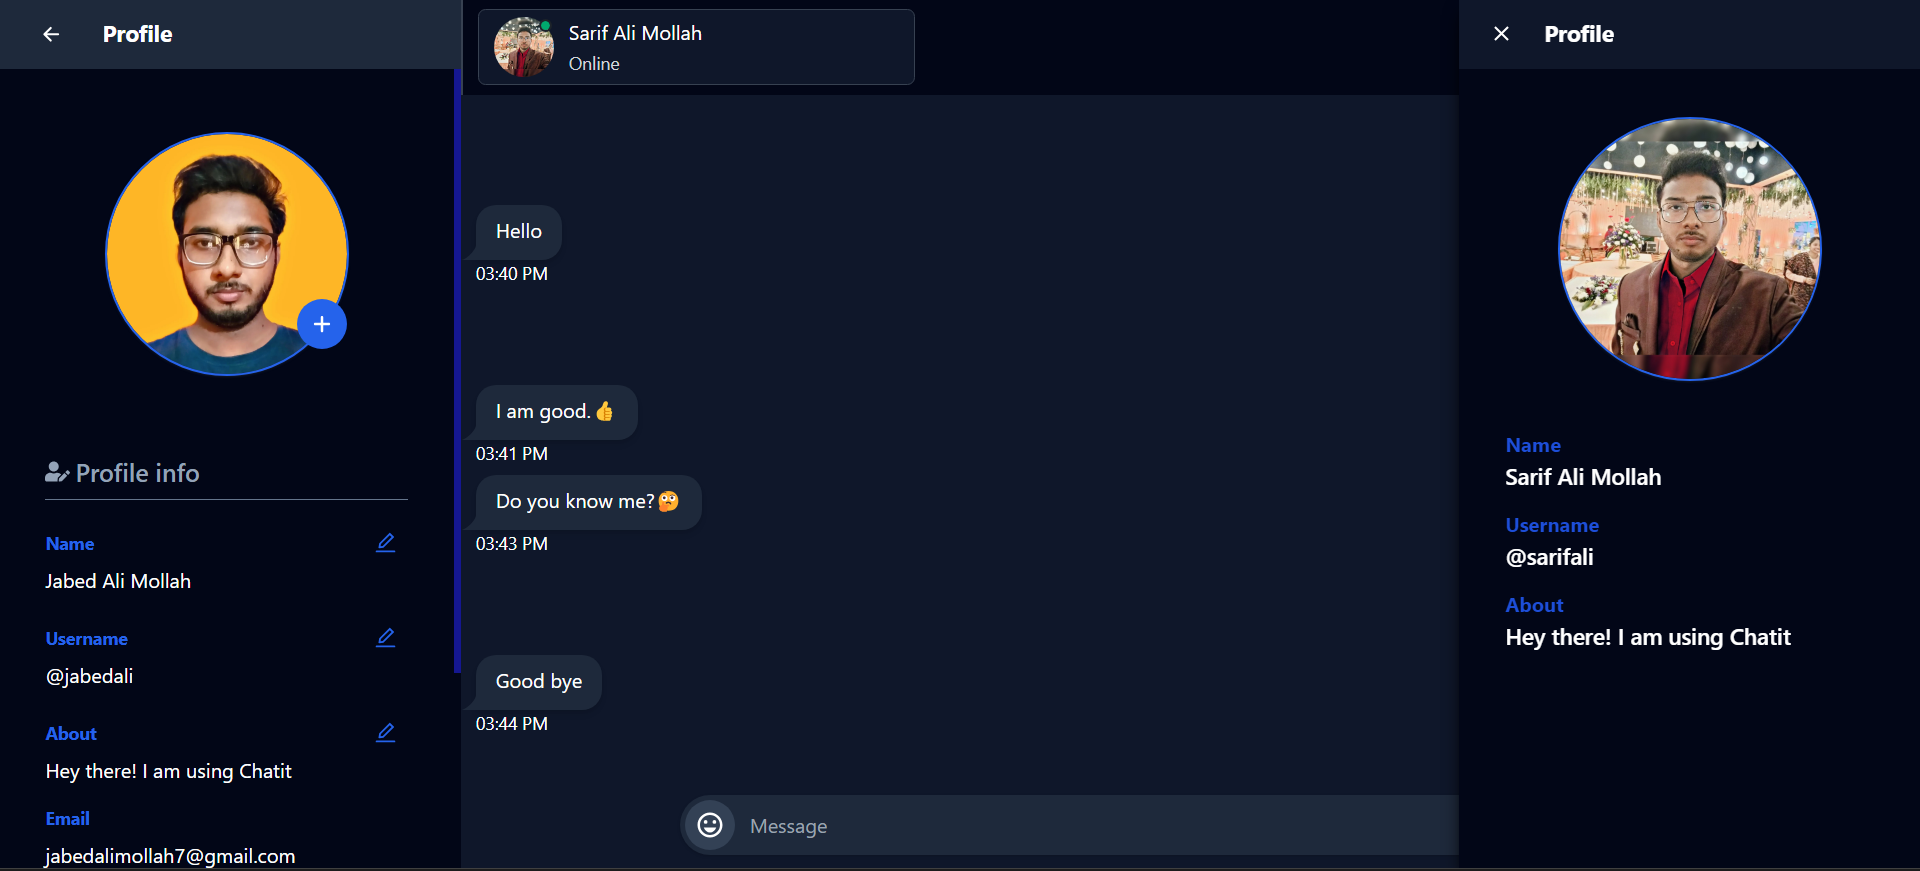 Profile
Profile info
Name
Jabed Ali Mollah
Username
@jabedali
About
Hey there! I am using Chatit
Email
jabedalimollah7@gmail.com
Sarif Ali Mollah
Online
Hello
03:40 PM
I am good.👍
03:41 PM
Do you know me?🤔
03:43 PM
Good bye
03:44 PM
Message
Profile
Name
Sarif Ali Mollah
Username
@sarifali
About
Hey there! I am using Chatit